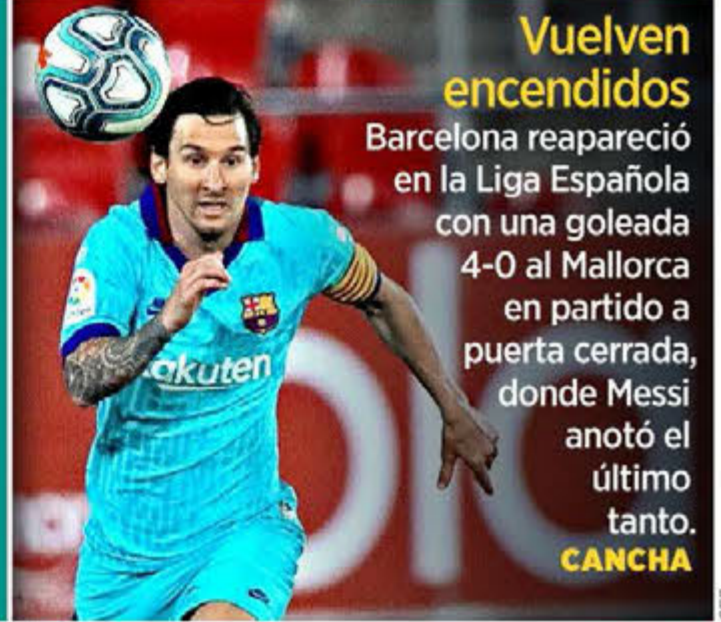 Vuelven
encendidos
Barcelona reapareció
en la Liga Española
con una goleada
4-0 al Mallorca
en partido a
puerta cerrada,
donde Messi
anotó el
último
tanto.
CANCHA
akuten